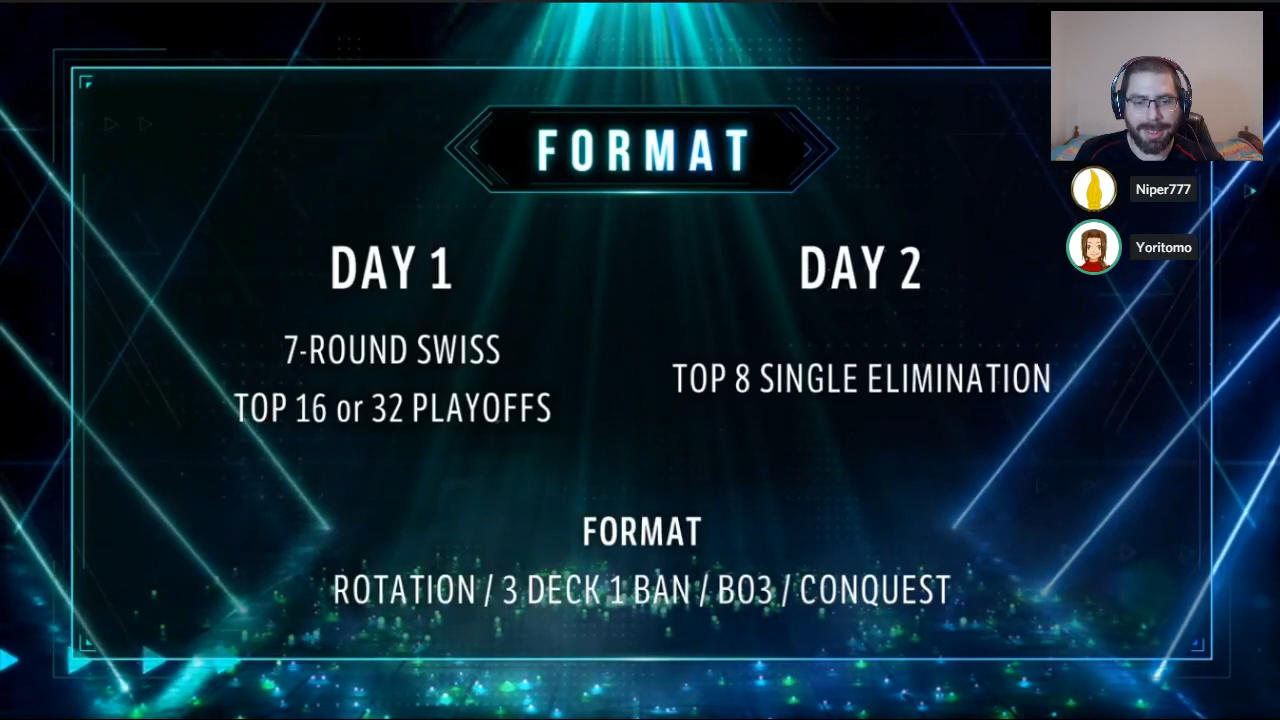 FORMAT
DAY 1
7-ROUND SWISS
TOP 16 or 32 PLAYOFFS
DAY 2
TOP 8 SINGLE ELIMINATION
FORMAT
ROTATION / 3 DECK 1 BAN / BO3 / CONQUEST
Niper777
Yoritomo